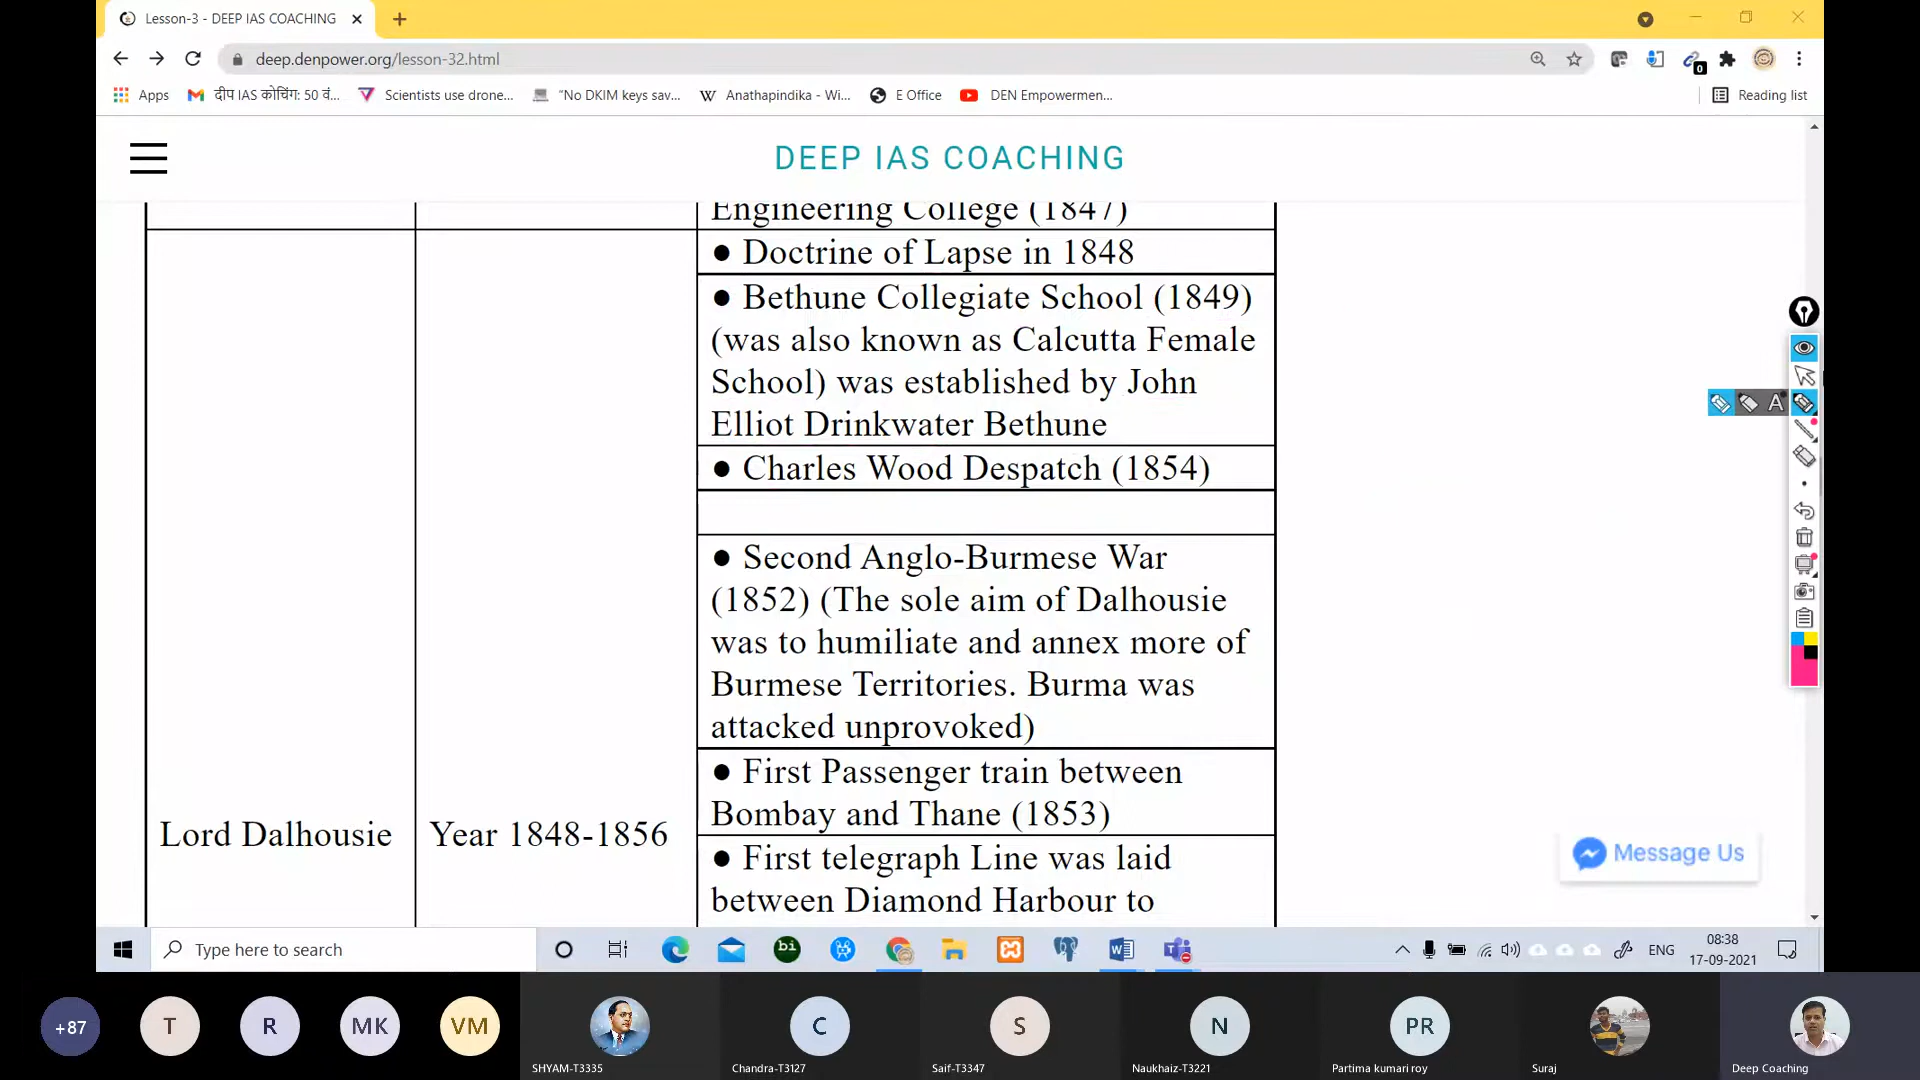 Lesson-3 - DEEP IAS COACHING
deep.denpower.org/lesson-32.html
0
Apps
दीप IAS कोचिंग: 50 वं...
Scientists use drone...
"No DKIM keys sav...
W Anathapindika - Wi...
E Office
DEN Empowermen...
Reading list
DEEP IAS COACHING
Engineering College (1847)
● Doctrine of Lapse in 1848
● Bethune Collegiate School (1849)
(was also known as Calcutta Female
School) was established by John
Elliot Drinkwater Bethune
● Charles Wood Despatch (1854)
● Second Anglo-Burmese War
(1852) (The sole aim of Dalhousie
was to humiliate and annex more of
Burmese Territories. Burma was
attacked unprovoked)
● First Passenger train between
Bombay and Thane (1853)
Lord Dalhousie
Year 1848-1856
● First telegraph Line was laid
between Diamond Harbour to
A
Message Us
Type here to search
bi
ENG
08:38
17-09-2021
+87
T
R
MK
VM
SHYAM-T3335
C
Chandra-T3127
S
Saif-T3347
N
Naukhaiz-T3221
PR
Partima kumari roy
Suraj
Deep Coaching